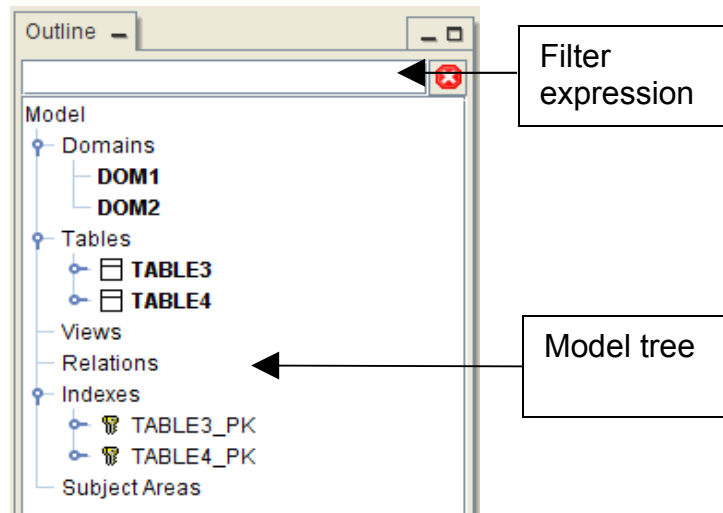 Outline
Filter
expression
Model
Domains
DOM1
DOM2
Tables
TABLE3
TABLE4
Views
Relations
Model tree
Indexes
TABLE3_PK
TABLE4_PK
Subject Areas